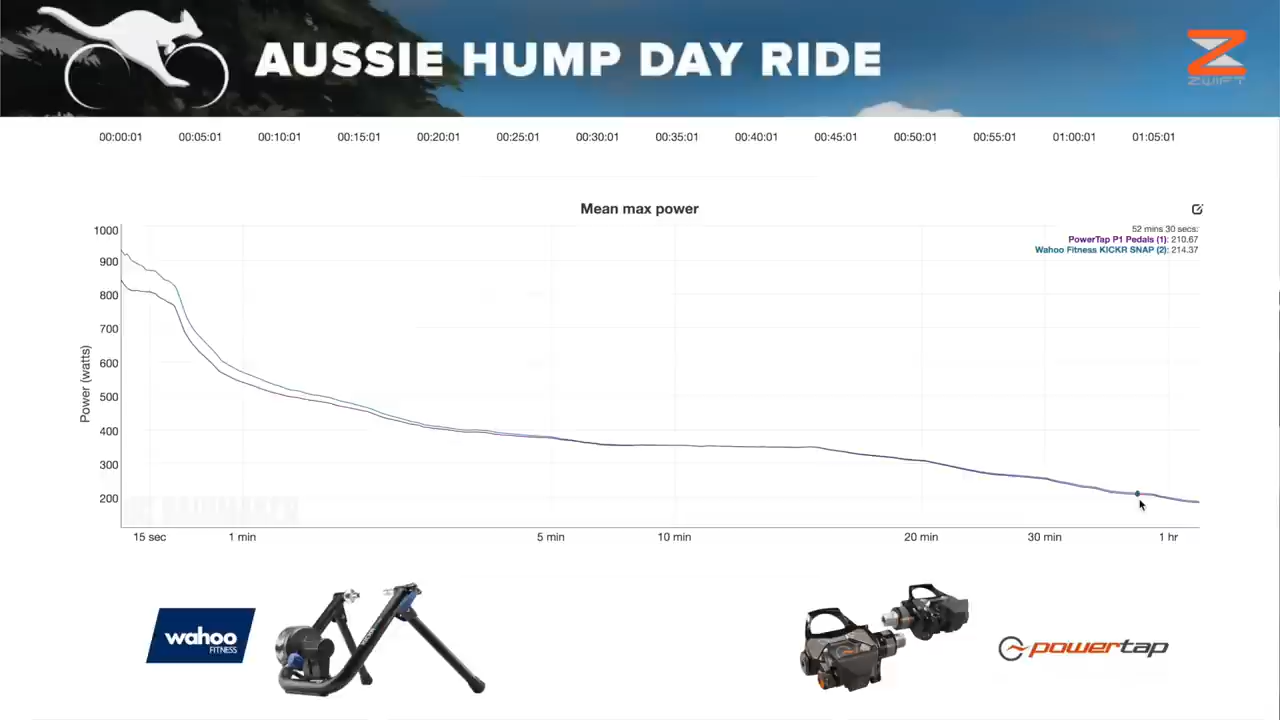 AUSSIE HUMP DAY RIDE
ZWIFT
00:00:01 00:05:01 00:10:01 00:15:01 00:20:01 00:25:01 00:30:01 00:35:01 00:40:01 00:45:01 00:50:01 00:55:01 01:00:01 01:05:01
Mean max power
52 mins 30 secs:
PowerTap P1 Pedals (1): 210.67
Wahoo Fitness KICKR SNAP (2): 214.37
1000
900
800
700
600
500
400
300
200
Power (watts)
15 sec 1 min 5 min 10 min 20 min 30 min 1 hr
wahoo
FITNESS
powertap